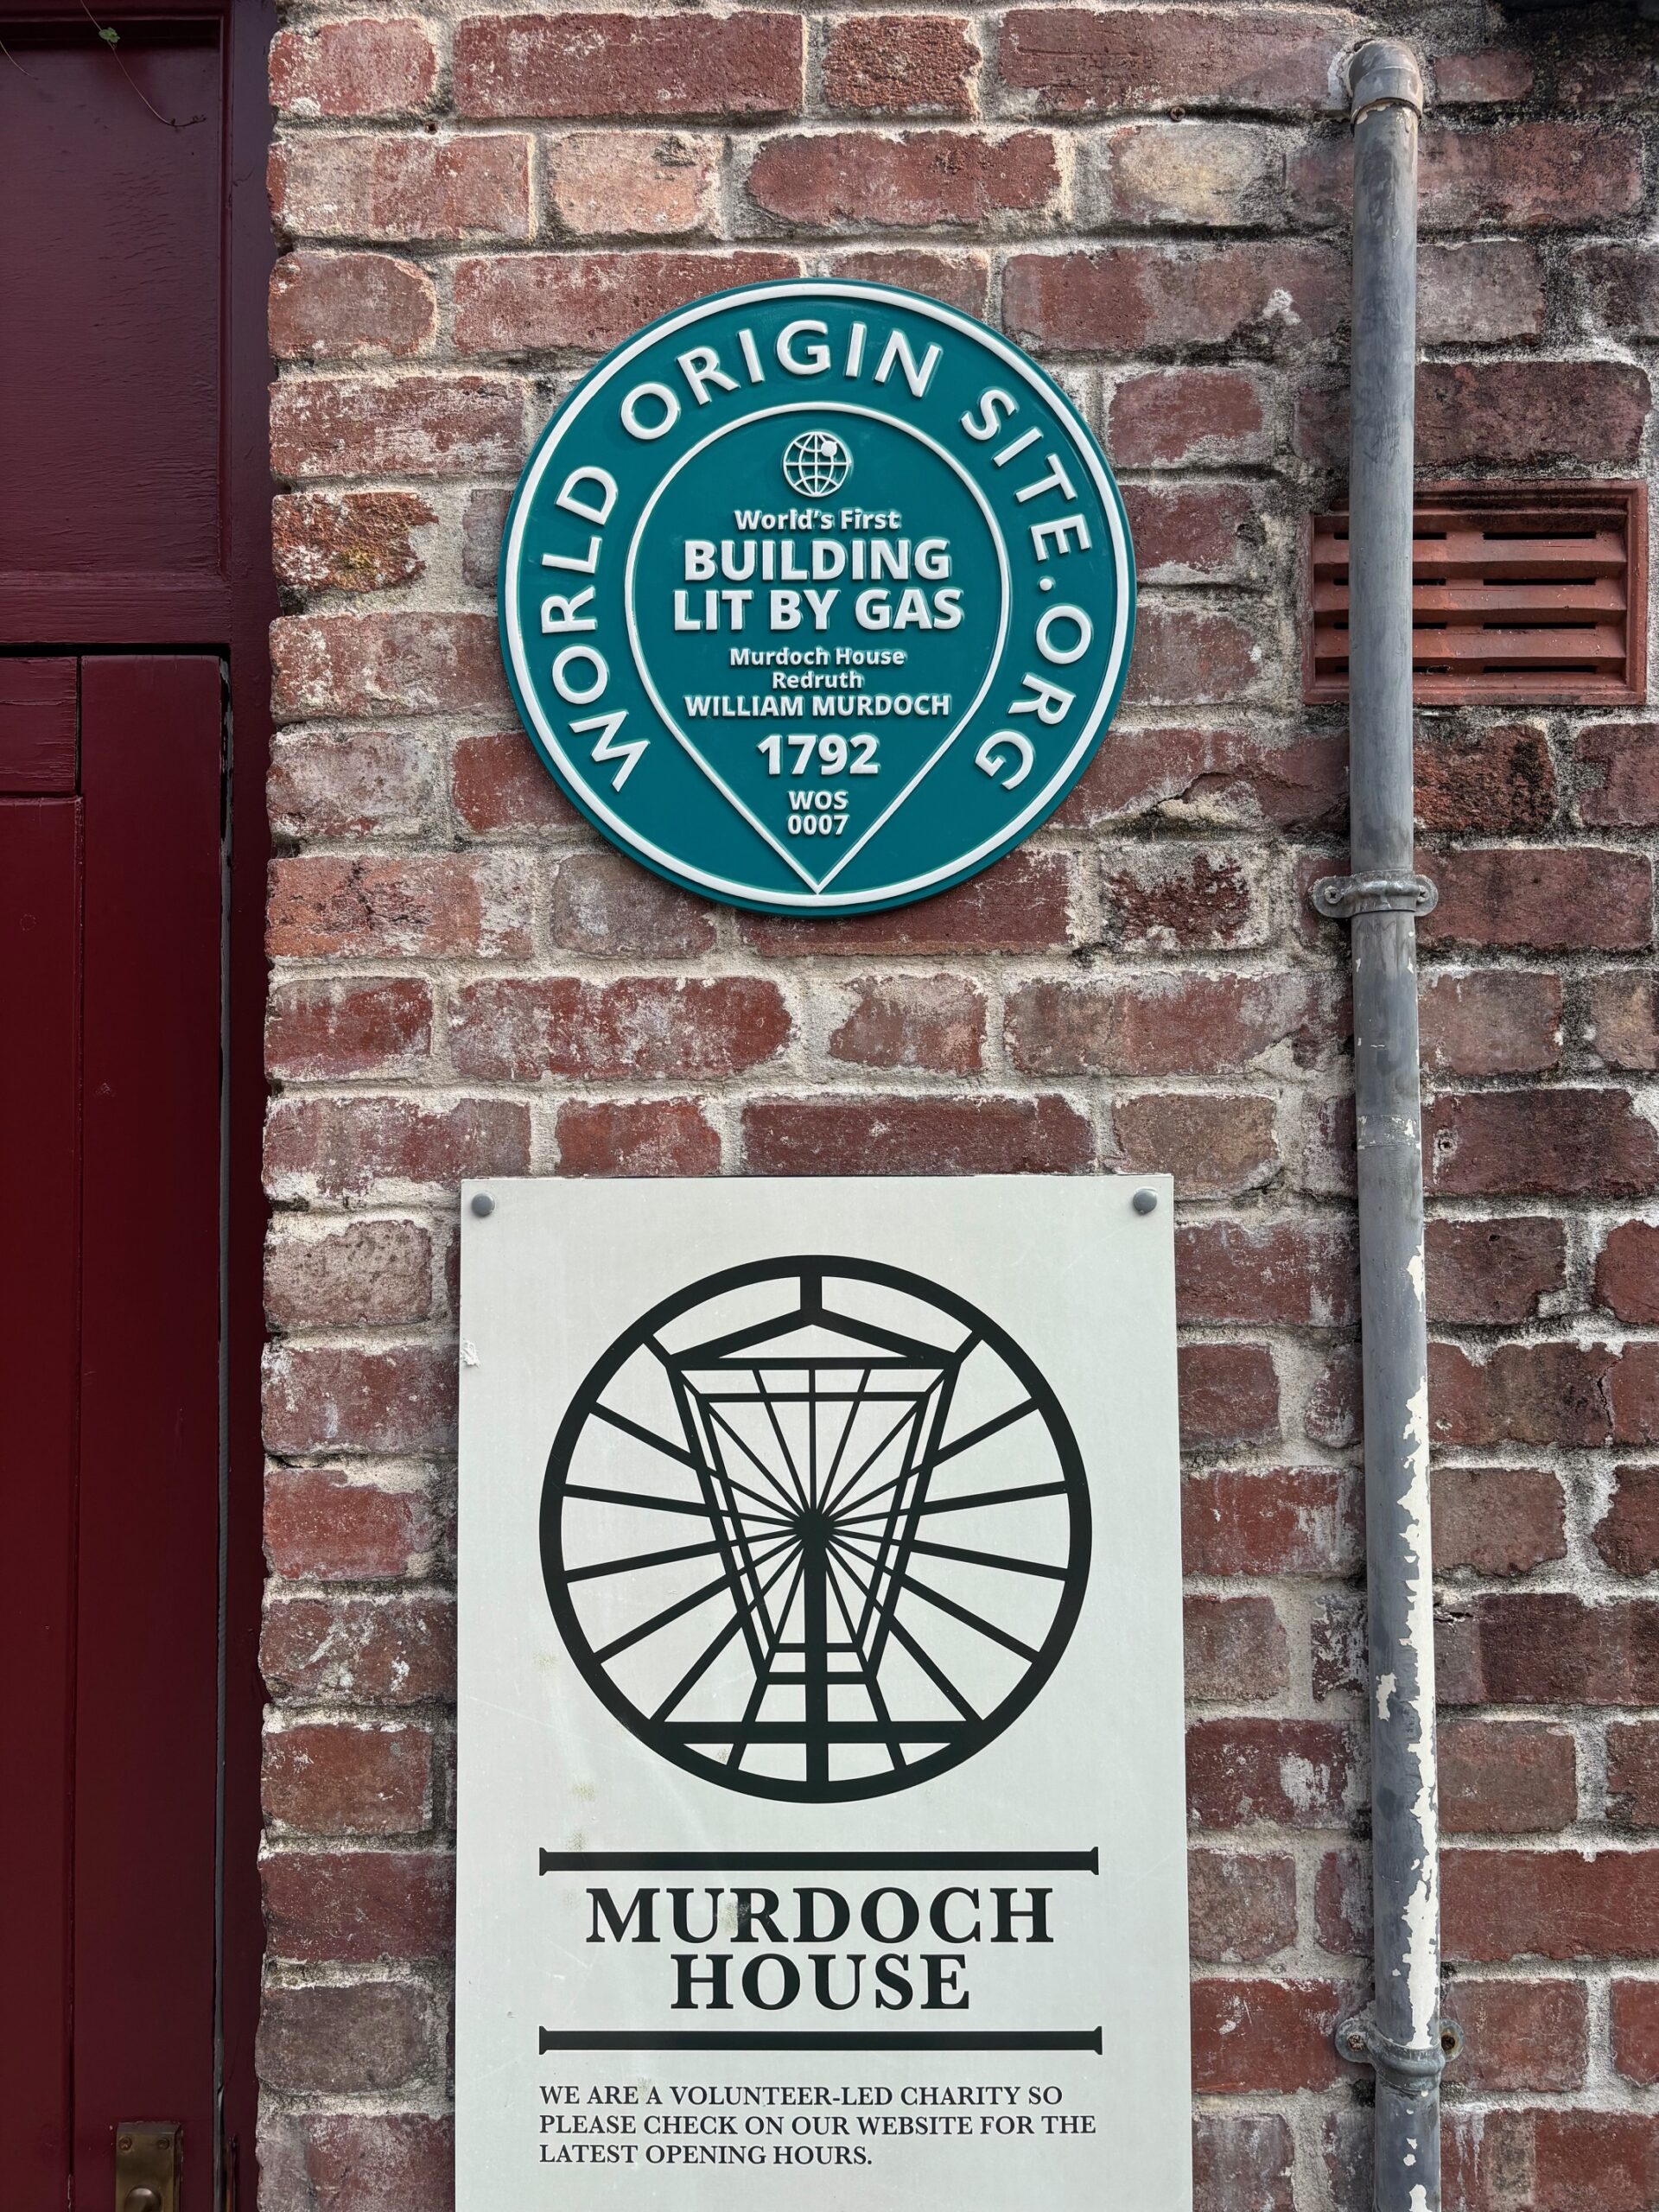 WORLD ORIGIN SITE.ORG
World's First
BUILDING
LIT BY GAS
Murdoch House
Redruth
WILLIAM MURDOCH
1792
WOS
0007
MURDOCH
HOUSE
WE ARE A VOLUNTEER-LED CHARITY SO
PLEASE CHECK ON OUR WEBSITE FOR THE
LATEST OPENING HOURS.